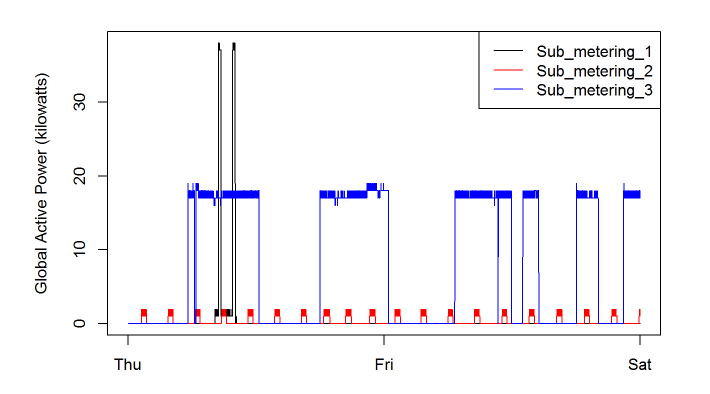 Sub_metering_1
Sub_metering_2
Sub_metering_3
Global Active Power (kilowatts)
30
20
10
0
Thu Fri Sat